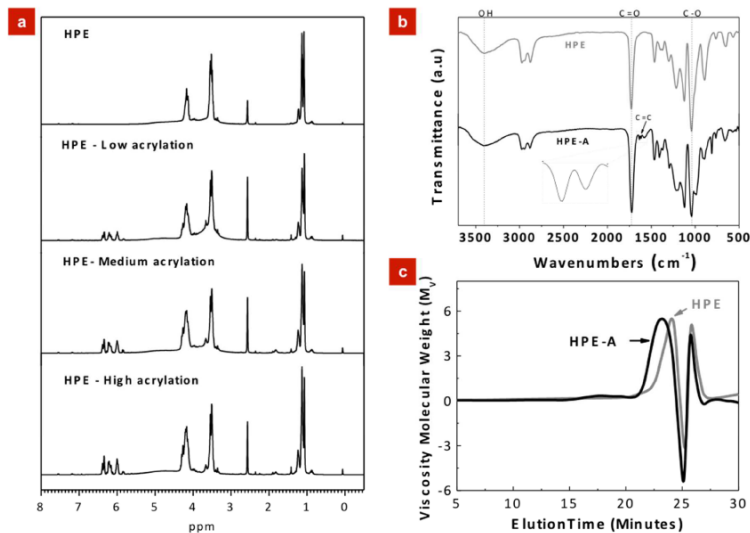 a
HPE
HPE - Low acrylation
HPE- Medium acrylation
HPE - High acrylation
8 7 6 5 4 3 2 1 0
ppm
b
OH C=O C-O
HPE
C=C
HPE-A
Transmittance (a.u)
3500 3000 2500 2000 1500 1000 500
Wavenumbers (cm⁻¹)
c
HPE
HPE-A
Viscosity Molecular Weight (Mᵥ)
6
3
0
-3
-6
5 10 15 20 25 30
ElutionTime (Minutes)